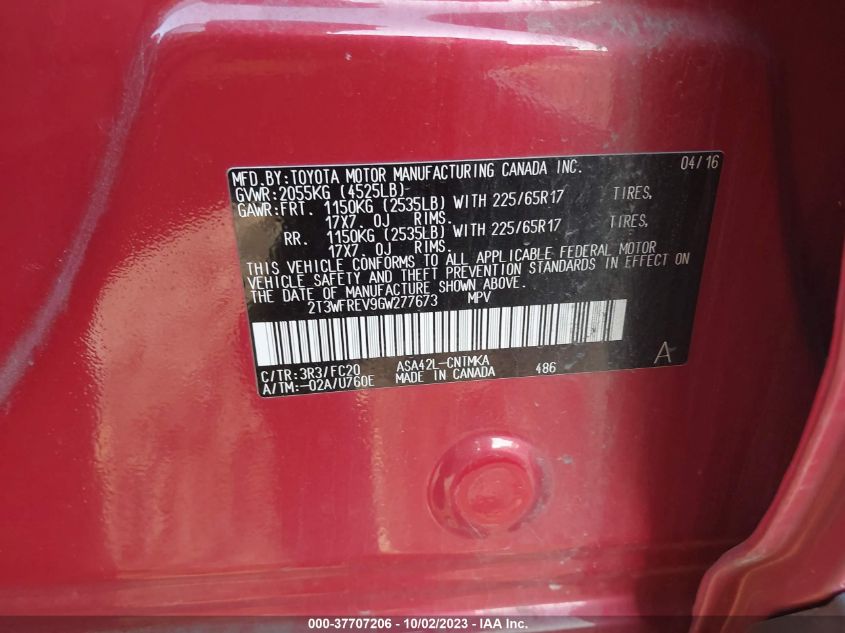 MFD.BY:TOYOTA MOTOR MANUFACTURING CANADA INC. 04/16
GVWR:2055KG (4525LB)
GAWR:FRT. 1150KG (2535LB) WITH 225/65R17 TIRES,
17X7.0J RIMS.
RR. 1150KG (2535LB) WITH 225/65R17 TIRES,
17X7.0J RIMS.
THIS VEHICLE CONFORMS TO ALL APPLICABLE FEDERAL MOTOR
VEHICLE SAFETY AND THEFT PREVENTION STANDARDS IN EFFECT ON
THE DATE OF MANUFACTURE SHOWN ABOVE.
2T3WFREV9GW277673 MPV
C/TR:3R3/FC20 ASA42L-CNTMKA 486 A
A/TM:-02A/U760E MADE IN CANADA
000-37707206 - 10/02/2023 - IAA Inc.